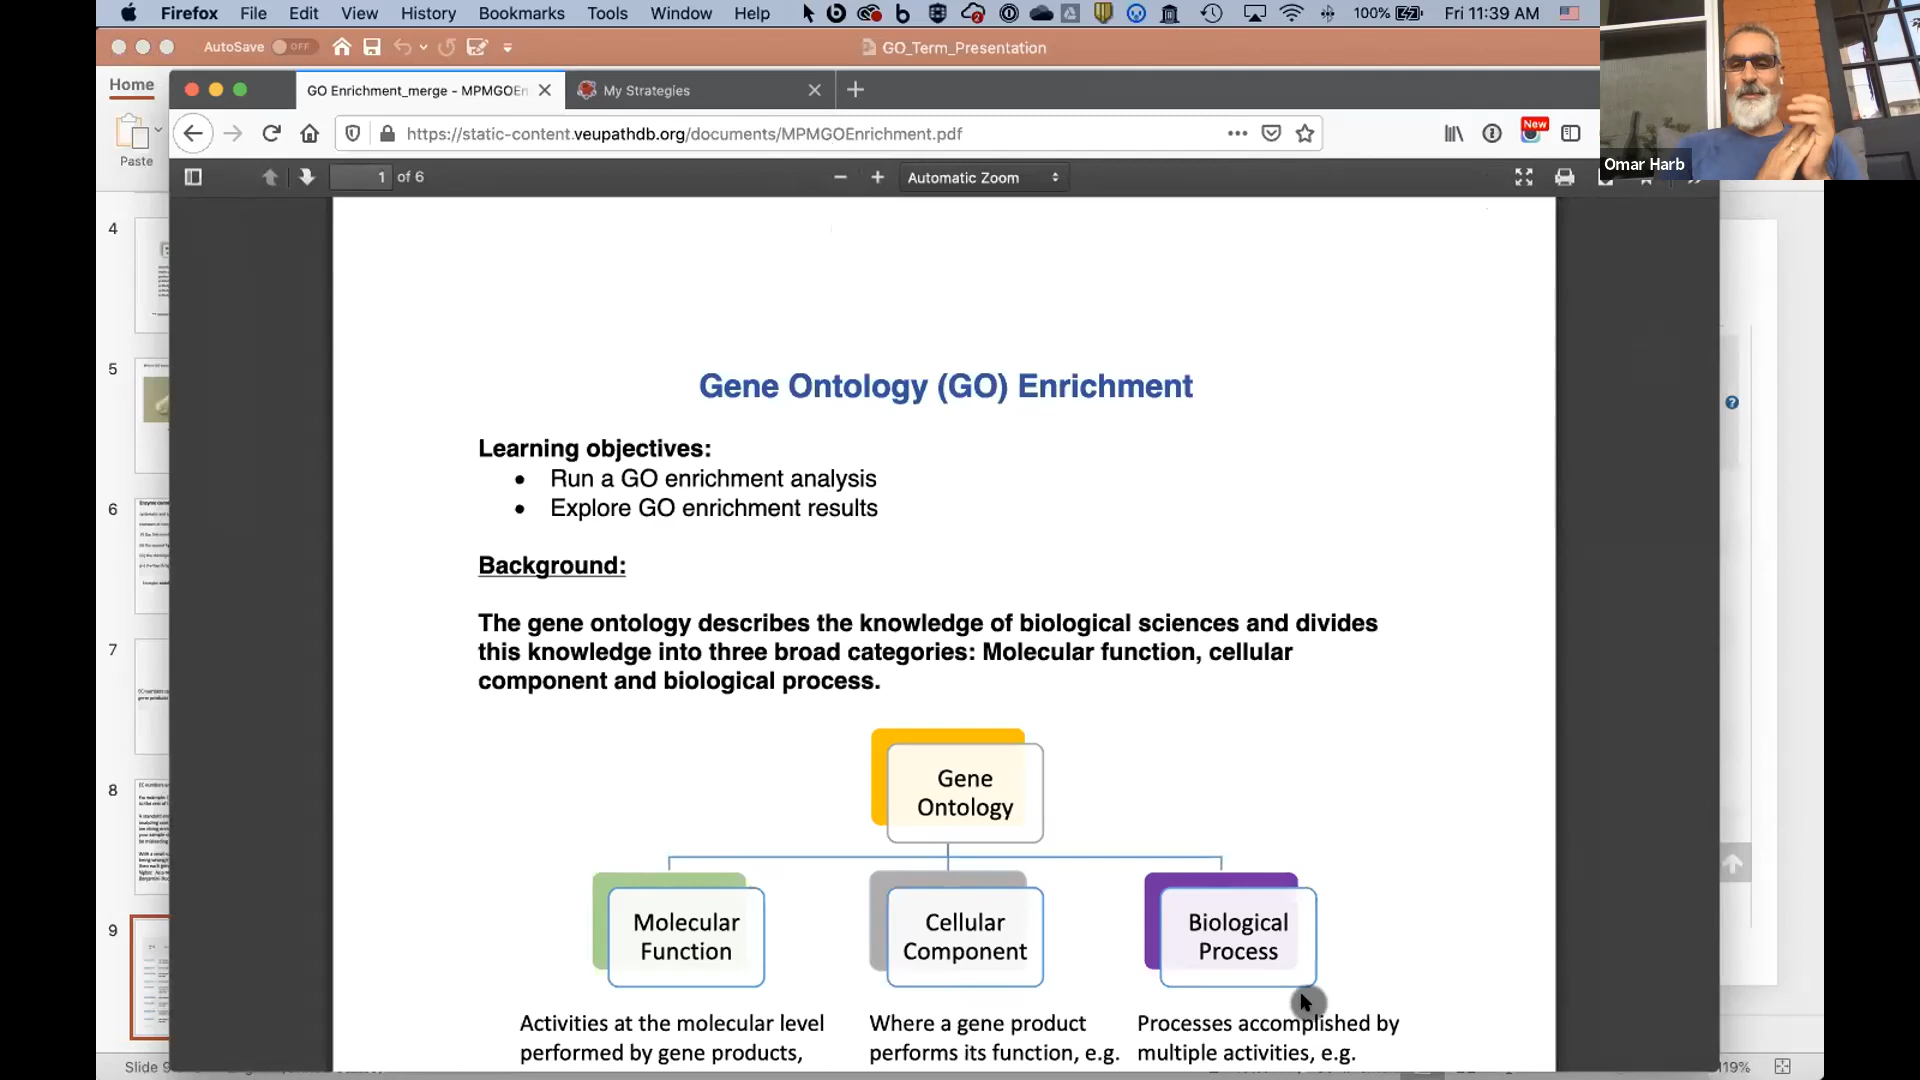 Firefox File Edit View History Bookmarks Tools Window Help 100% Fri 11:39 AM
AutoSave OFF GO_Term_Presentation
Home
GO Enrichment_merge - MPMGOEn My Strategies
Paste
https://static-content.veupathdb.org/documents/MPMGOEnrichment.pdf New
Omar Harb
1 of 6 Automatic Zoom
4
5
6
7
8
9
Gene Ontology (GO) Enrichment
Learning objectives:
• Run a GO enrichment analysis
• Explore GO enrichment results
Background:
The gene ontology describes the knowledge of biological sciences and divides
this knowledge into three broad categories: Molecular function, cellular
component and biological process.
Gene
Ontology
Molecular
Function
Cellular
Component
Biological
Process
Activities at the molecular level
performed by gene products,
Where a gene product
performs its function, e.g.
Processes accomplished by
multiple activities, e.g.
Slide 9
119%